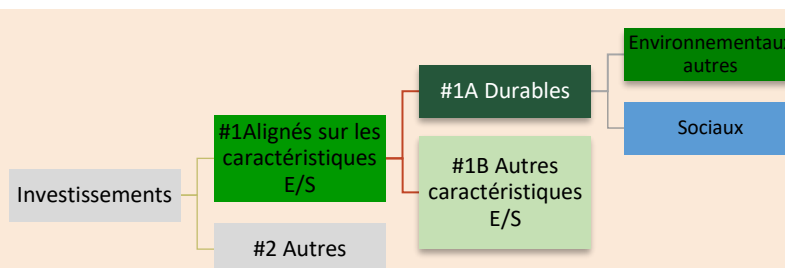 Investissements
#1Alignés sur les
caractéristiques
E/S
#2 Autres
#1A Durables
#1B Autres
caractéristiques
E/S
Environnementaux
autres
Sociaux